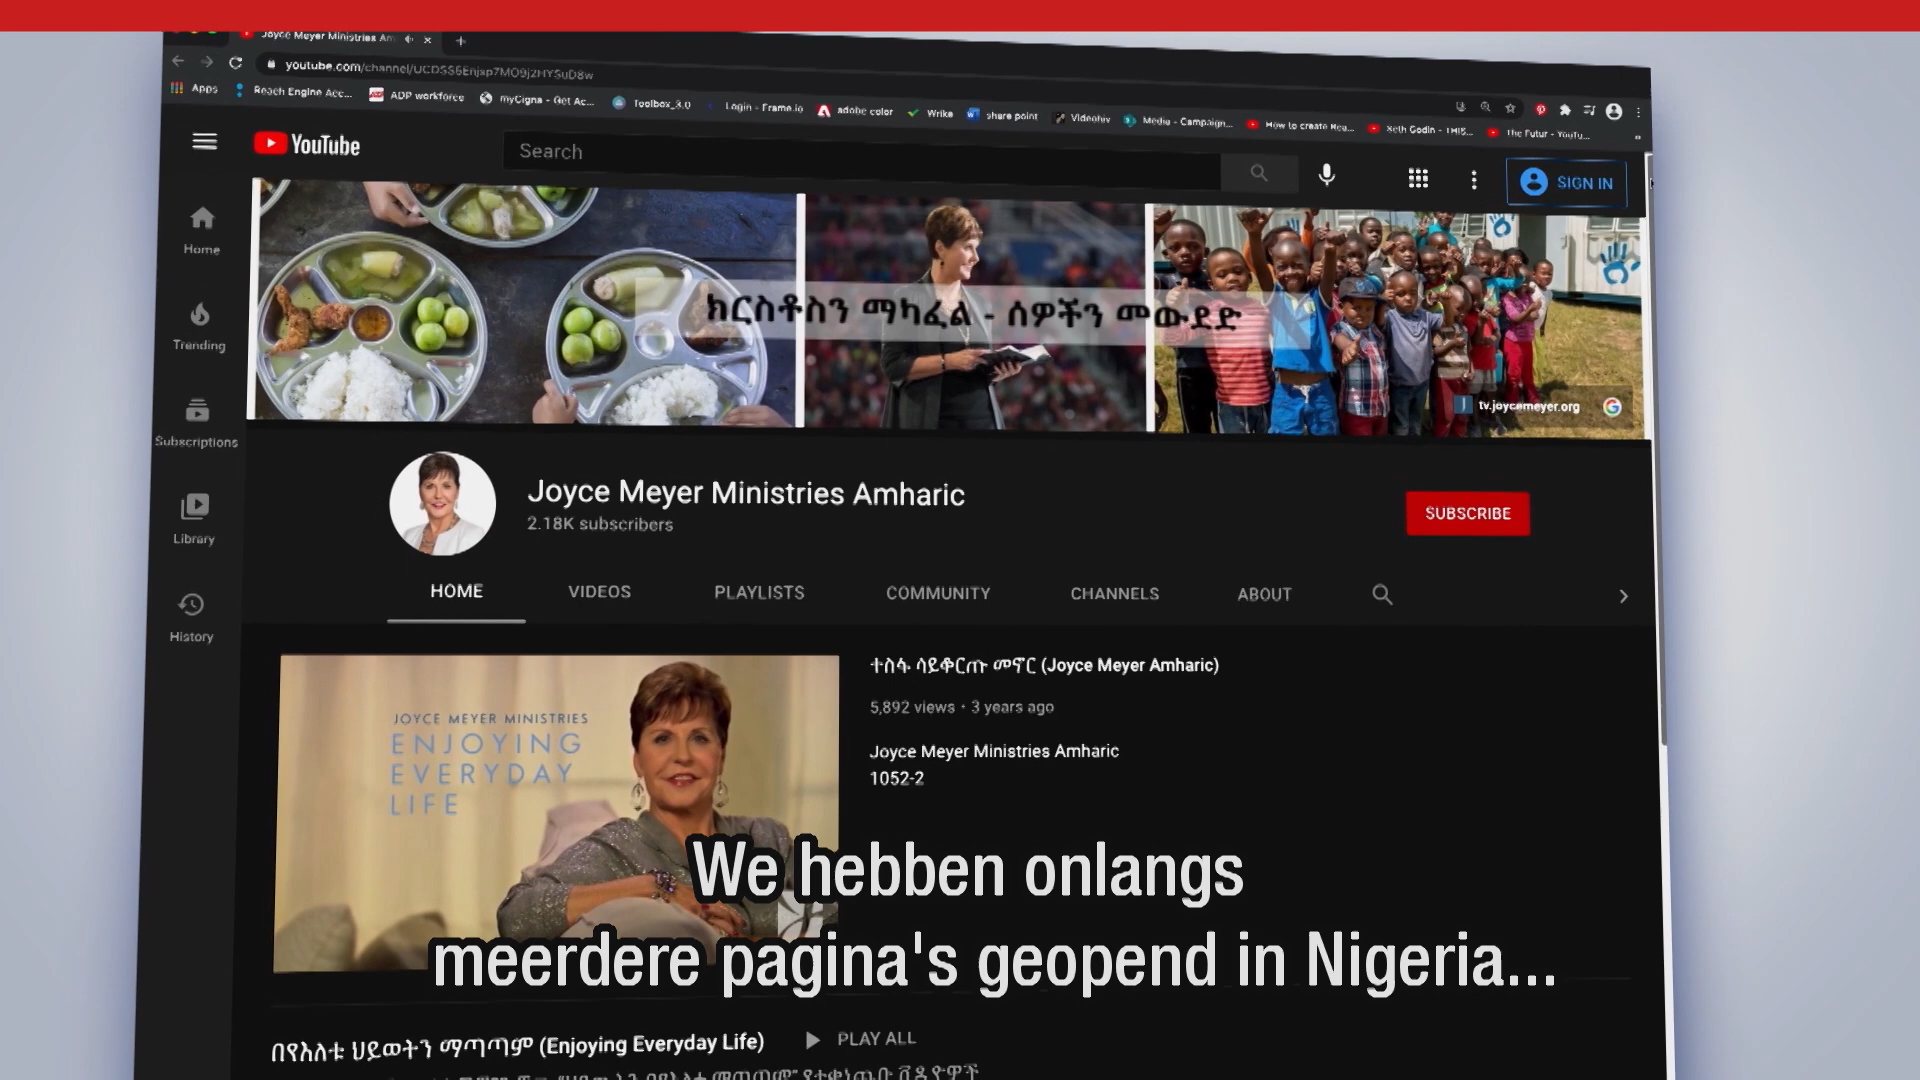 Joyce Meyer Ministries Am
youtube.com/channel/UCDSS6Enjxp7MO9j2HYSuD8w
Apps
Reach Engine Acc...
ADP workforce
myCigna - Get Ac...
Toolbox_3.0
Login - Frame.io
adobe color
Wrike
share point
Videohiv
Media - Campaign...
How to create Rea...
Seth Godin - THIS...
The Futur - YouTu...
YouTube
Search
SIGN IN
Home
Trending
Subscriptions
Library
History
ክርስቶስን ማካፈል - ሰዎችን መውደድ
tv.joycemeyer.org
Joyce Meyer Ministries Amharic
2.18K subscribers
SUBSCRIBE
HOME
VIDEOS
PLAYLISTS
COMMUNITY
CHANNELS
ABOUT
JOYCE MEYER MINISTRIES
ENJOYING
EVERYDAY
LIFE
ተስፋ ሳይቆርጡ መኖር (Joyce Meyer Amharic)
5,892 views • 3 years ago
Joyce Meyer Ministries Amharic
1052-2
We hebben onlangs
meerdere pagina's geopend in Nigeria...
በየእለቱ ህይወትን ማጣጣም (Enjoying Everyday Life)
PLAY ALL